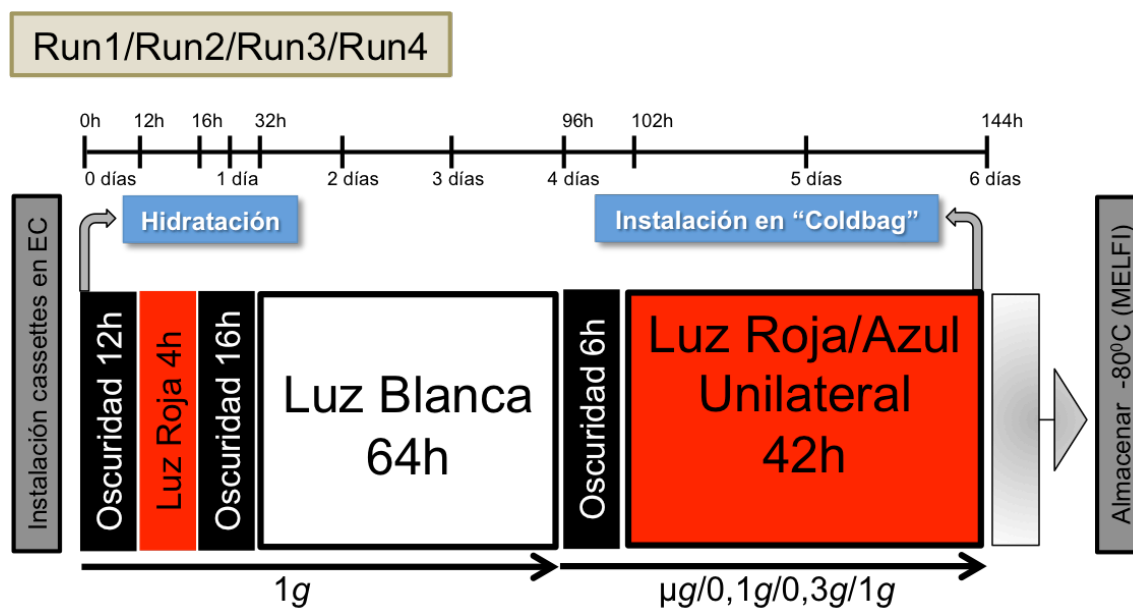 Run1/Run2/Run3/Run4
0h 12h 16h 32h 96h 102h 144h
0 días 1 día 2 días 3 días 4 días 5 días 6 días
Instalación cassettes en EC
Hidratación
Instalación en “Coldbag”
Oscuridad 12h
Luz Roja 4h
Oscuridad 16h
Luz Blanca
64h
Oscuridad 6h
Luz Roja/Azul
Unilateral
42h
Almacenar -80⁰C (MELFI)
1g
µg/0,1g/0,3g/1g